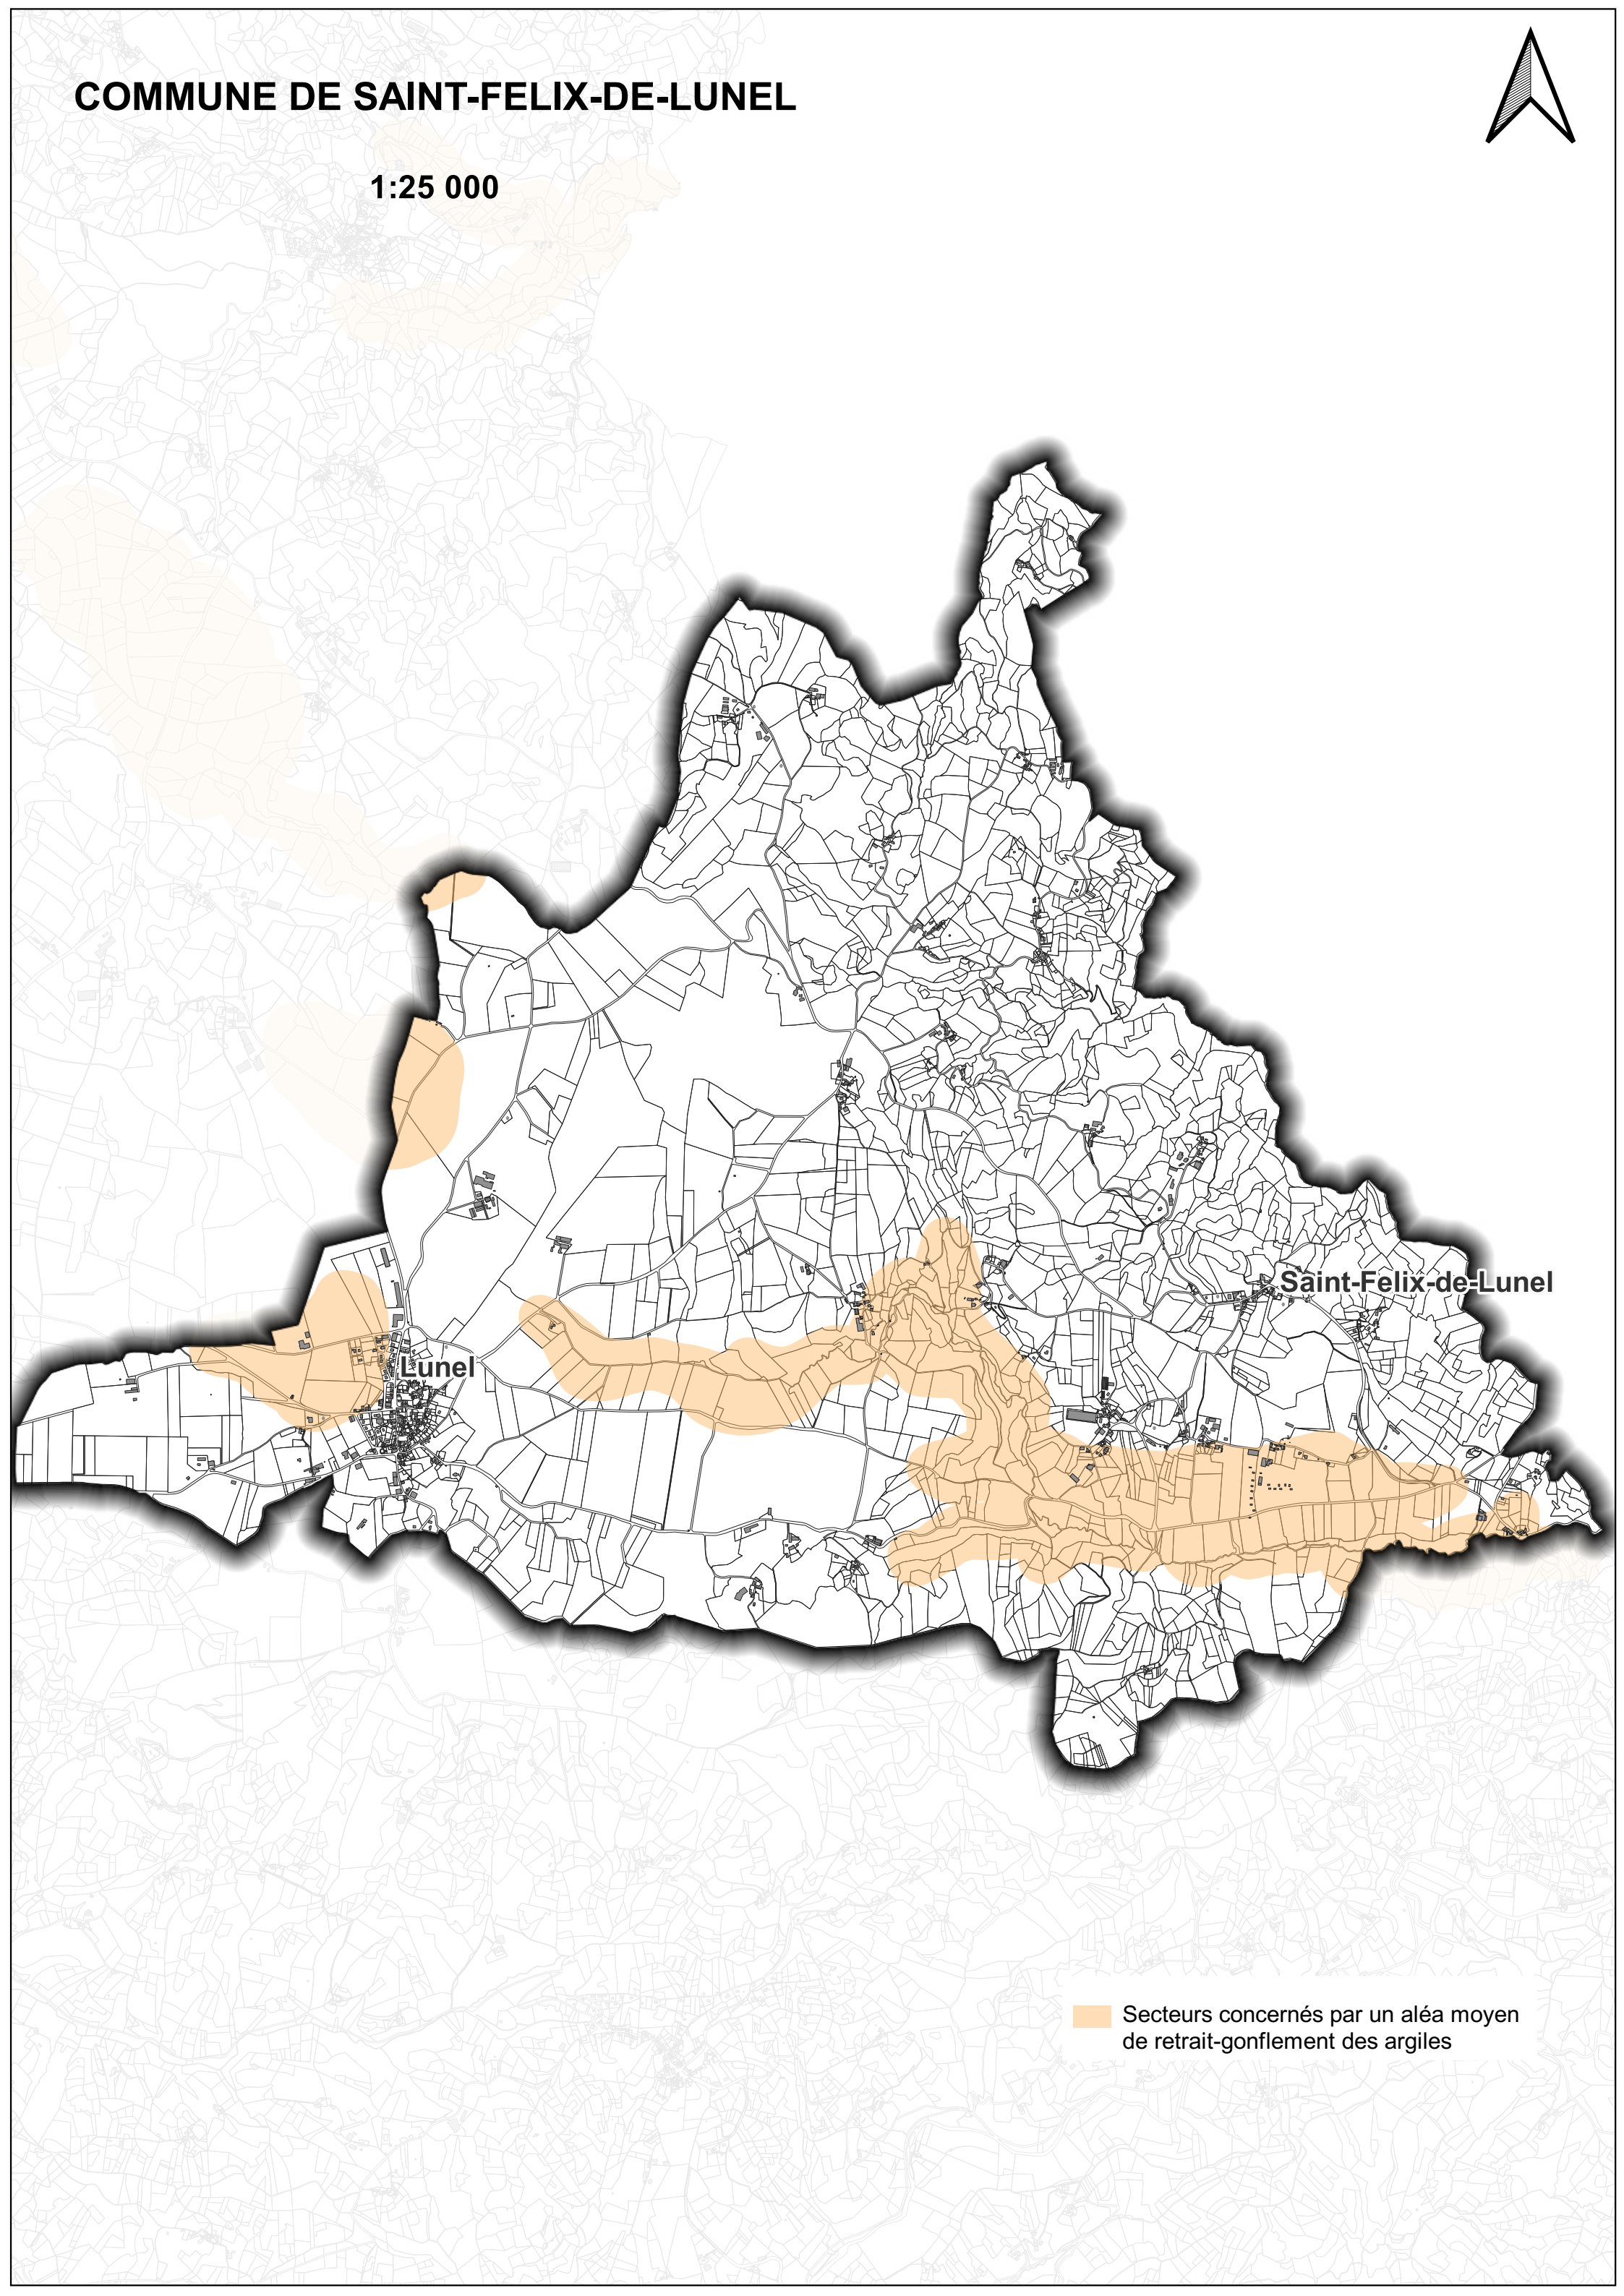 COMMUNE DE SAINT-FELIX-DE-LUNEL
1:25 000
Saint-Felix-de-Lunel
Lunel
Secteurs concernés par un aléa moyen
de retrait-gonflement des argiles